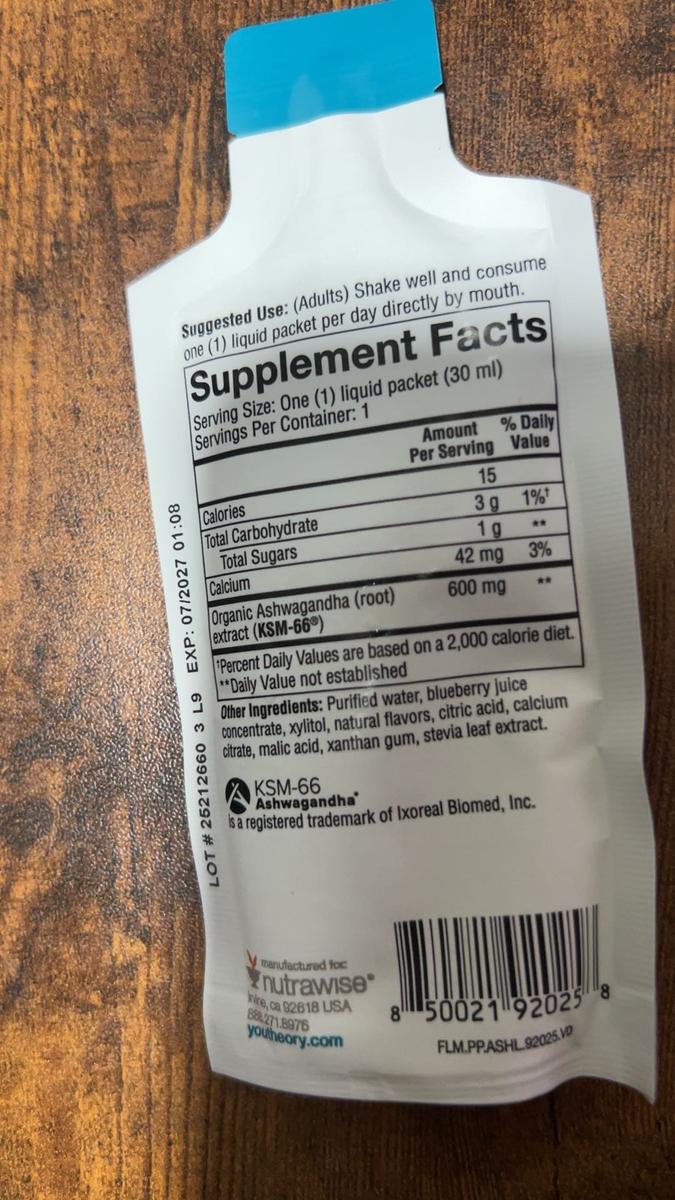 Suggested Use: (Adults) Shake well and consume
one (1) liquid packet per day directly by mouth.
Supplement Facts
Serving Size: One (1) liquid packet (30 ml)
Servings Per Container: 1
Amount Per Serving % Daily Value
Calories 15
Total Carbohydrate 3 g 1%†
Total Sugars 1 g **
Calcium 42 mg 3%
Organic Ashwagandha (root)
extract (KSM-66®) 600 mg **
†Percent Daily Values are based on a 2,000 calorie diet.
**Daily Value not established
Other Ingredients: Purified water, blueberry juice
concentrate, xylitol, natural flavors, citric acid, calcium
citrate, malic acid, xanthan gum, stevia leaf extract.
KSM-66
Ashwagandha®
is a registered trademark of Ixoreal Biomed, Inc.
LOT # 25212660 3 L9 EXP: 07/2027 01:08
manufactured for:
nutrawise®
Irvine, ca 92618 USA
888.271.8976
youtheory.com
8 50021 92025 8
FLM.PP.ASHL.92025.V0